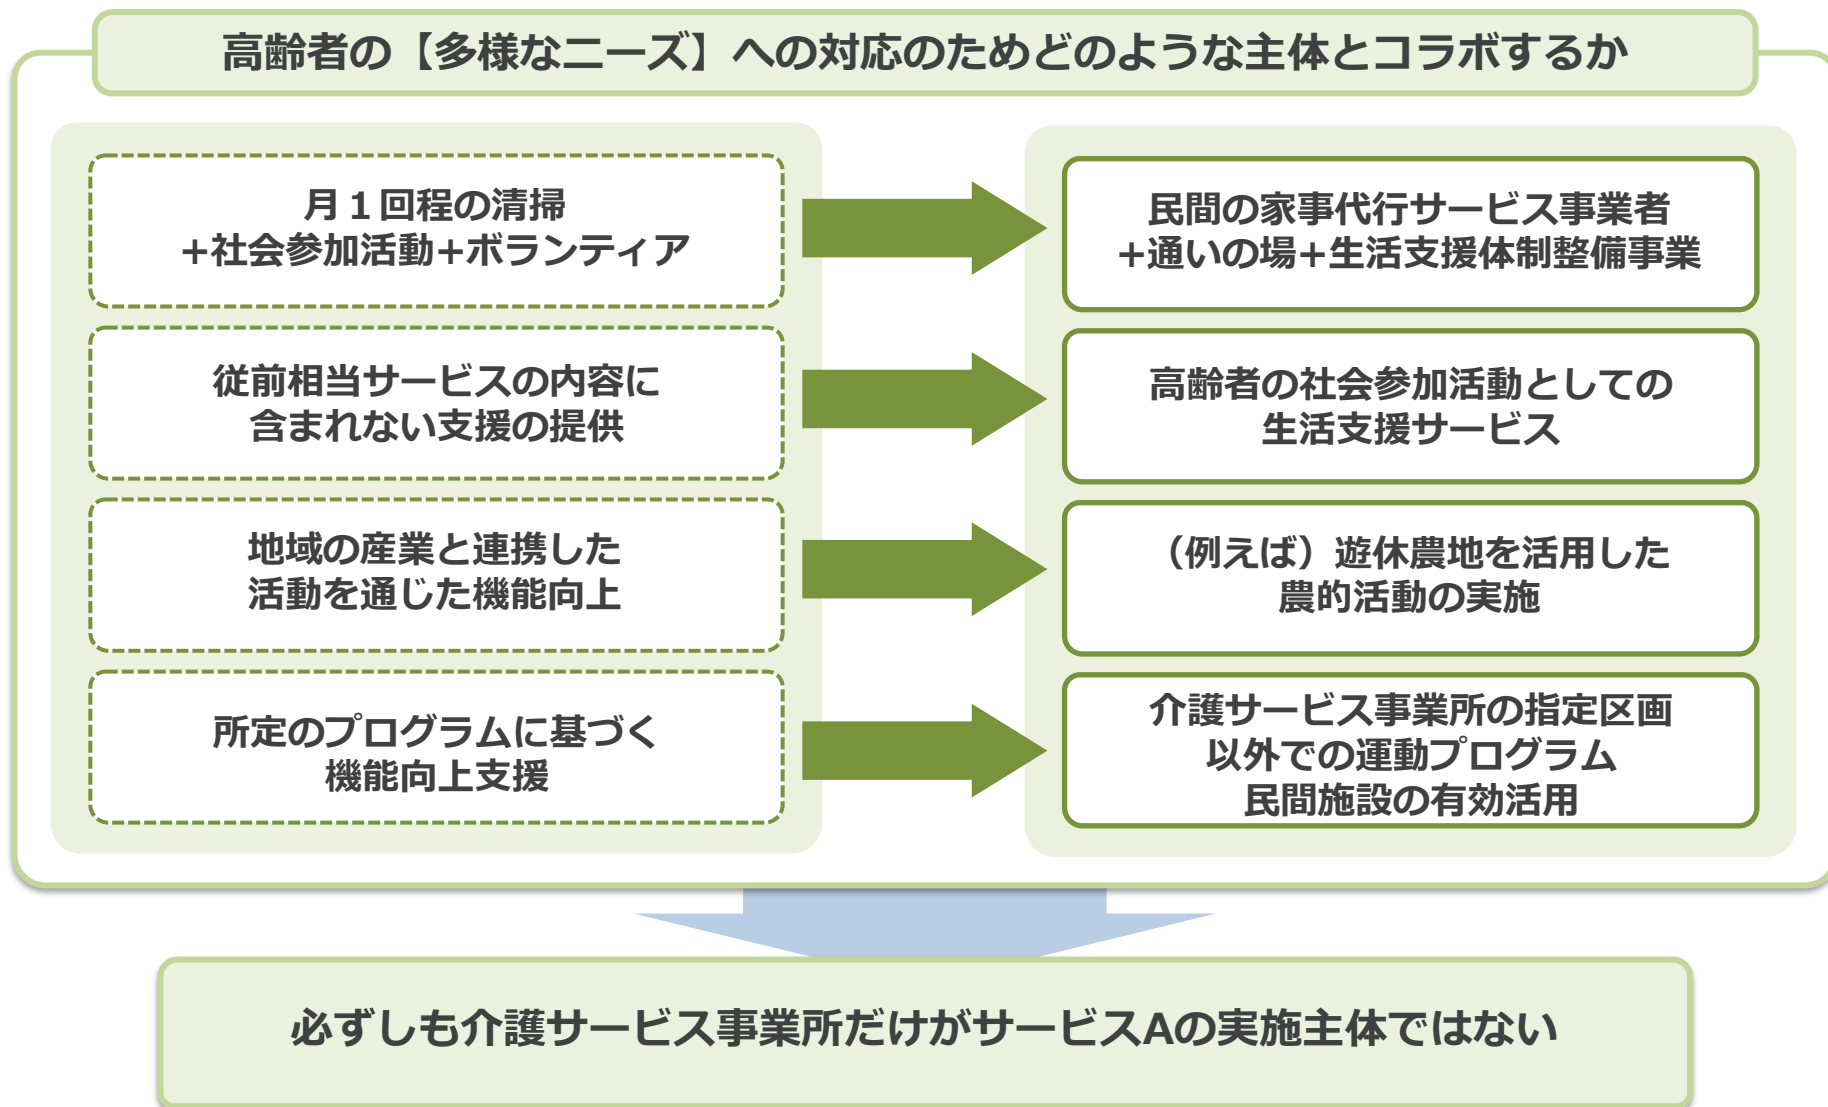 高齢者の【多様なニーズ】への対応のためどのような主体とコラボするか
月１回程の清掃
+社会参加活動+ボランティア
民間の家事代行サービス事業者
+通いの場+生活支援体制整備事業
従前相当サービスの内容に
含まれない支援の提供
高齢者の社会参加活動としての
生活支援サービス
地域の産業と連携した
活動を通じた機能向上
（例えば）遊休農地を活用した
農的活動の実施
所定のプログラムに基づく
機能向上支援
介護サービス事業所の指定区画
以外での運動プログラム
民間施設の有効活用
必ずしも介護サービス事業所だけがサービスAの実施主体ではない